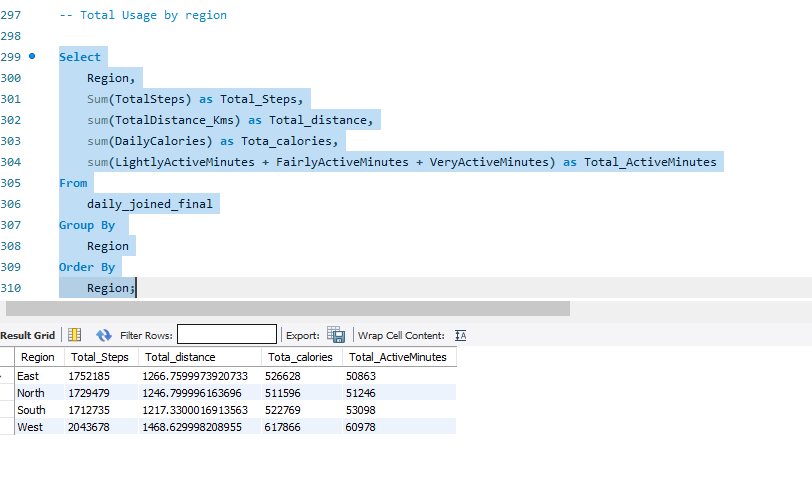 297 -- Total Usage by region
298
299 Select
300 Region,
301 Sum(TotalSteps) as Total_Steps,
302 sum(TotalDistance_Kms) as Total_distance,
303 sum(DailyCalories) as Tota_calories,
304 sum(LightlyActiveMinutes + FairlyActiveMinutes + VeryActiveMinutes) as Total_ActiveMinutes
305 From
306 daily_joined_final
307 Group By
308 Region
309 Order By
310 Region;
Result Grid Filter Rows: Export: Wrap Cell Content:
Region Total_Steps Total_distance Tota_calories Total_ActiveMinutes
East 1752185 1266.7599973920733 526628 50863
North 1729479 1246.799996163696 511596 51246
South 1712735 1217.3300016913563 522769 53098
West 2043678 1468.629998208955 617866 60978